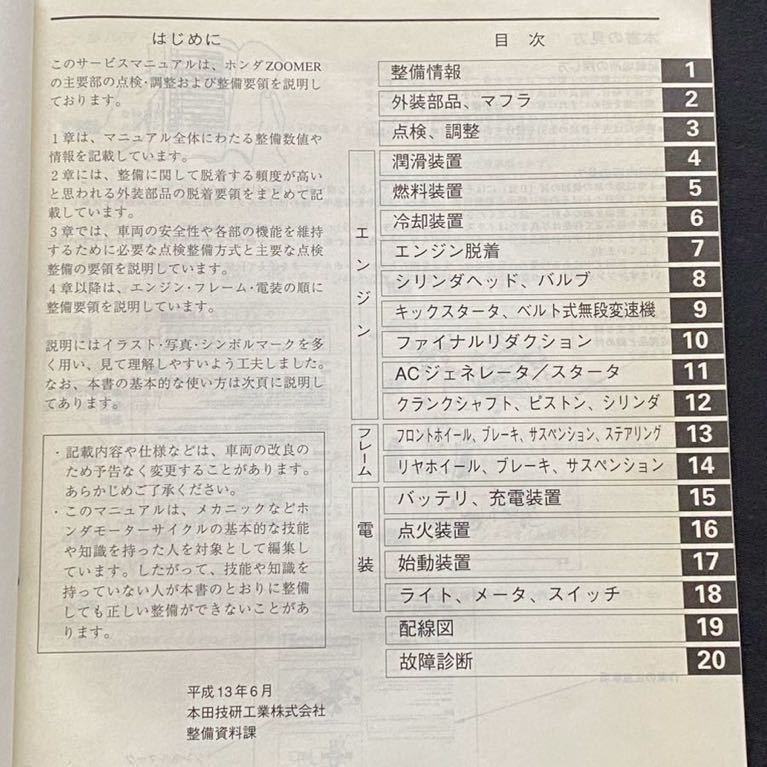 はじめに
このサービスマニュアルは、ホンダZOOMER
の主要部の点検・調整および整備要領を説明し
ております。
1章は、マニュアル全体にわたる整備数値や
情報を記載しています。
2章には、整備に関して脱着する頻度が高い
と思われる外装部品の脱着要領をまとめて記
載しています。
3章では、車両の安全性や各部の機能を維持
するために必要な点検整備方式と主要な点検
整備の要領を説明しています。
4章以降は、エンジン・フレーム・電装の順に
整備要領を説明しています。
説明にはイラスト・写真・シンボルマークを多
く用い、見て理解しやすいよう工夫しました。
なお、本書の基本的な使い方は次頁に説明し
てあります。
・記載内容や仕様などは、車両の改良の
ため予告なく変更することがあります。
あらかじめご了承ください。
・このマニュアルは、メカニックなどホ
ンダモーターサイクルの基本的な技能
や知識を持った人を対象として編集し
ています。したがって、技能や知識を
持っていない人が本書のとおりに整備
しても正しい整備ができないことがあ
ります。
平成13年6月
本田技研工業株式会社
整備資料課
目 次
整備情報 1
外装部品、マフラ 2
点検、調整 3
エンジン
潤滑装置 4
燃料装置 5
冷却装置 6
エンジン脱着 7
シリンダヘッド、バルブ 8
キックスタータ、ベルト式無段変速機 9
ファイナルリダクション 10
ACジェネレータ／スタータ 11
クランクシャフト、ピストン、シリンダ 12
フレーム
フロントホイール、ブレーキ、サスペンション、ステアリング 13
リヤホイール、ブレーキ、サスペンション 14
電装
バッテリ、充電装置 15
点火装置 16
始動装置 17
ライト、メータ、スイッチ 18
配線図 19
故障診断 20